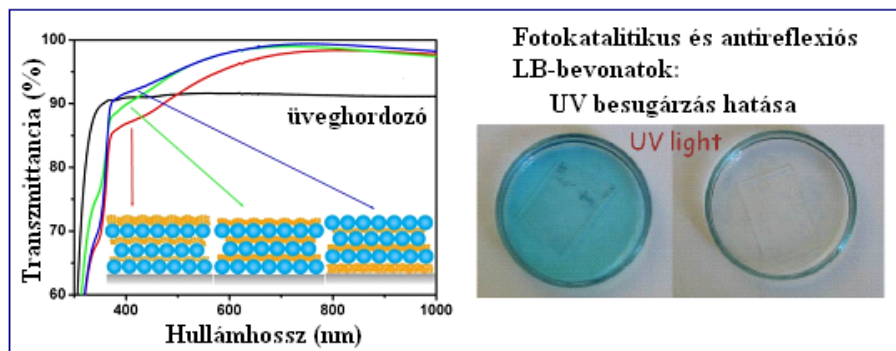 Transzmittancia (%)
100
90
80
70
60
üveghordozó
400
600
800
1000
Hullámhossz (nm)
Fotokatalitikus és antireflexiós
LB-bevonatok:
UV besugárzás hatása
UV light